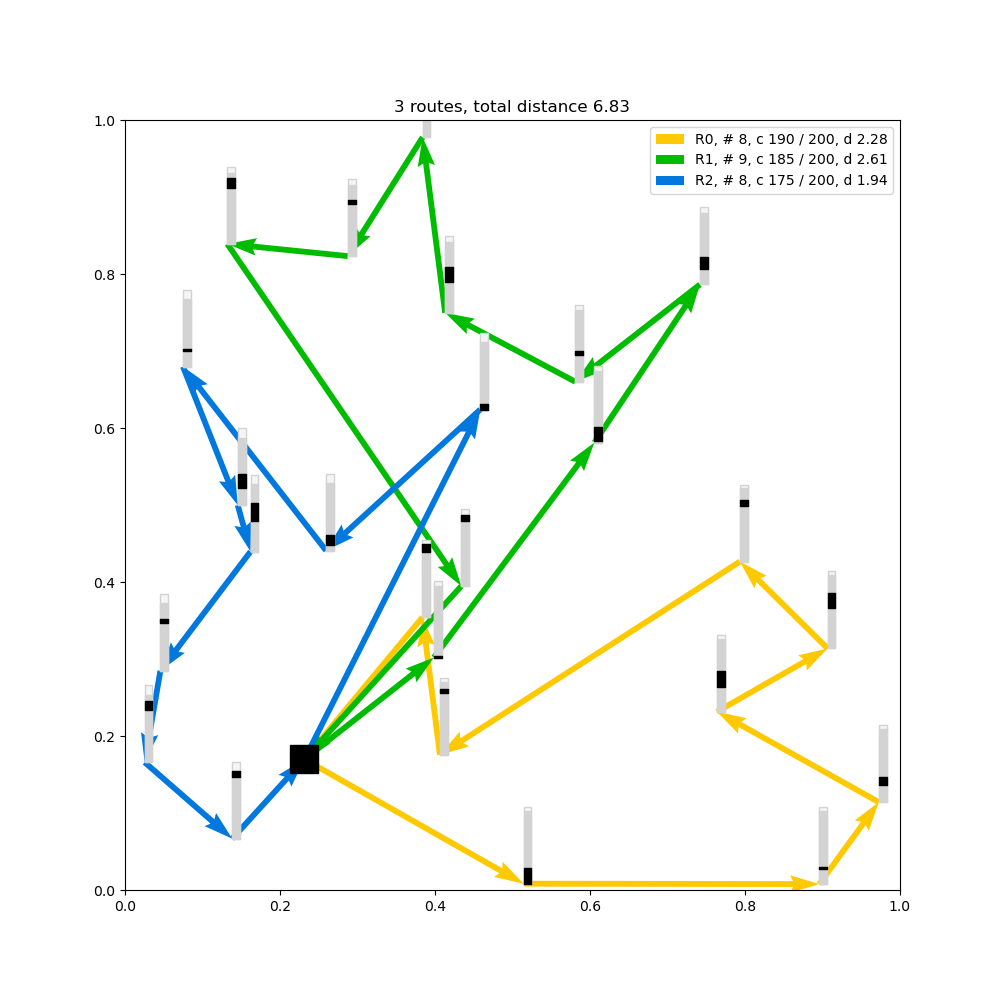 3 routes, total distance 6.83
R0, # 8, c 190 / 200, d 2.28
R1, # 9, c 185 / 200, d 2.61
R2, # 8, c 175 / 200, d 1.94
1.0
0.8
0.6
0.4
0.2
0.0
0.0 0.2 0.4 0.6 0.8 1.0